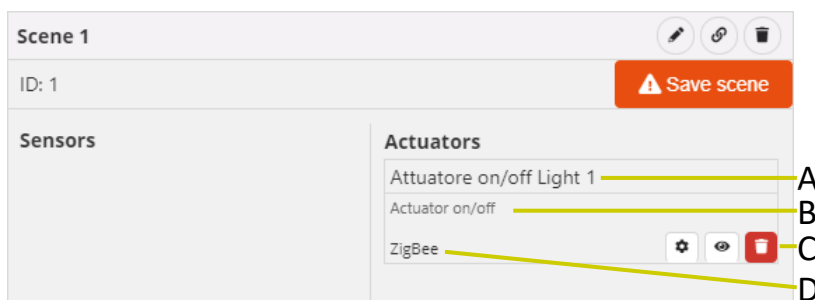 Scene 1
ID: 1
Save scene
Sensors
Actuators
Attuatore on/off Light 1
A
Actuator on/off
B
ZigBee
C
D